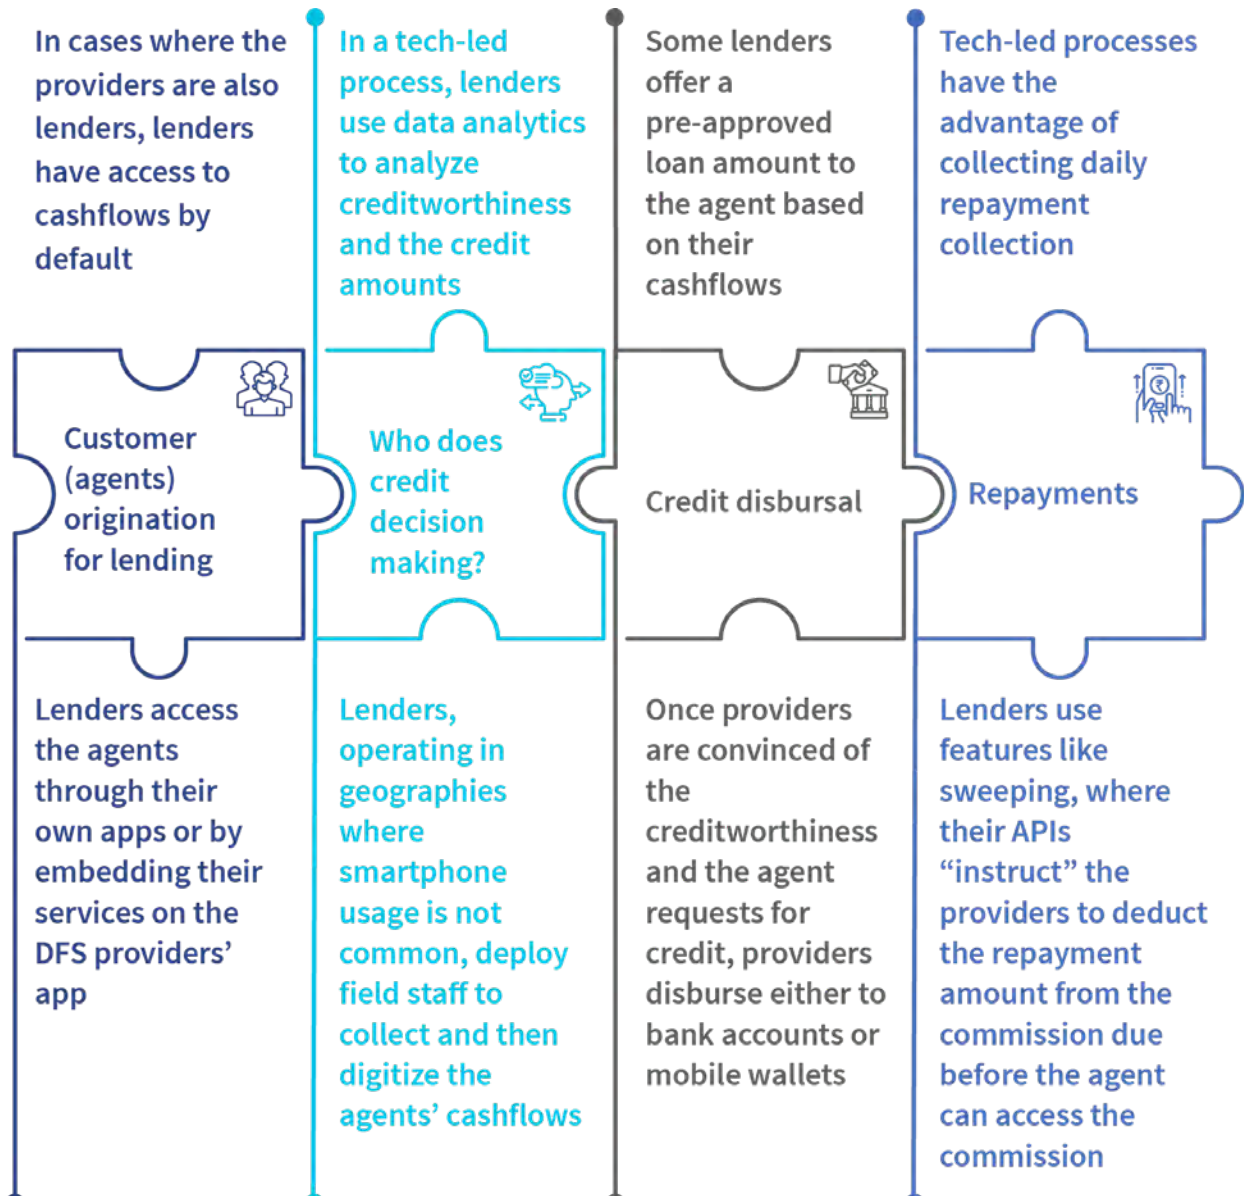 In cases where the
providers are also
lenders, lenders
have access to
cashflows by
default
In a tech-led
process, lenders
use data analytics
to analyze
creditworthiness
and the credit
amounts
Some lenders
offer a
pre-approved
loan amount to
the agent based
on their
cashflows
Tech-led processes
have the
advantage of
collecting daily
repayment
collection
Customer
(agents)
origination
for lending
Who does
credit
decision
making?
Credit disbursal
₹
Repayments
Lenders access
the agents
through their
own apps or by
embedding their
services on the
DFS providers’
app
Lenders,
operating in
geographies
where
smartphone
usage is not
common, deploy
field staff to
collect and then
digitize the
agents’ cashflows
Once providers
are convinced of
the
creditworthiness
and the agent
requests for
credit, providers
disburse either to
bank accounts or
mobile wallets
Lenders use
features like
sweeping, where
their APIs
“instruct” the
providers to deduct
the repayment
amount from the
commission due
before the agent
can access the
commission